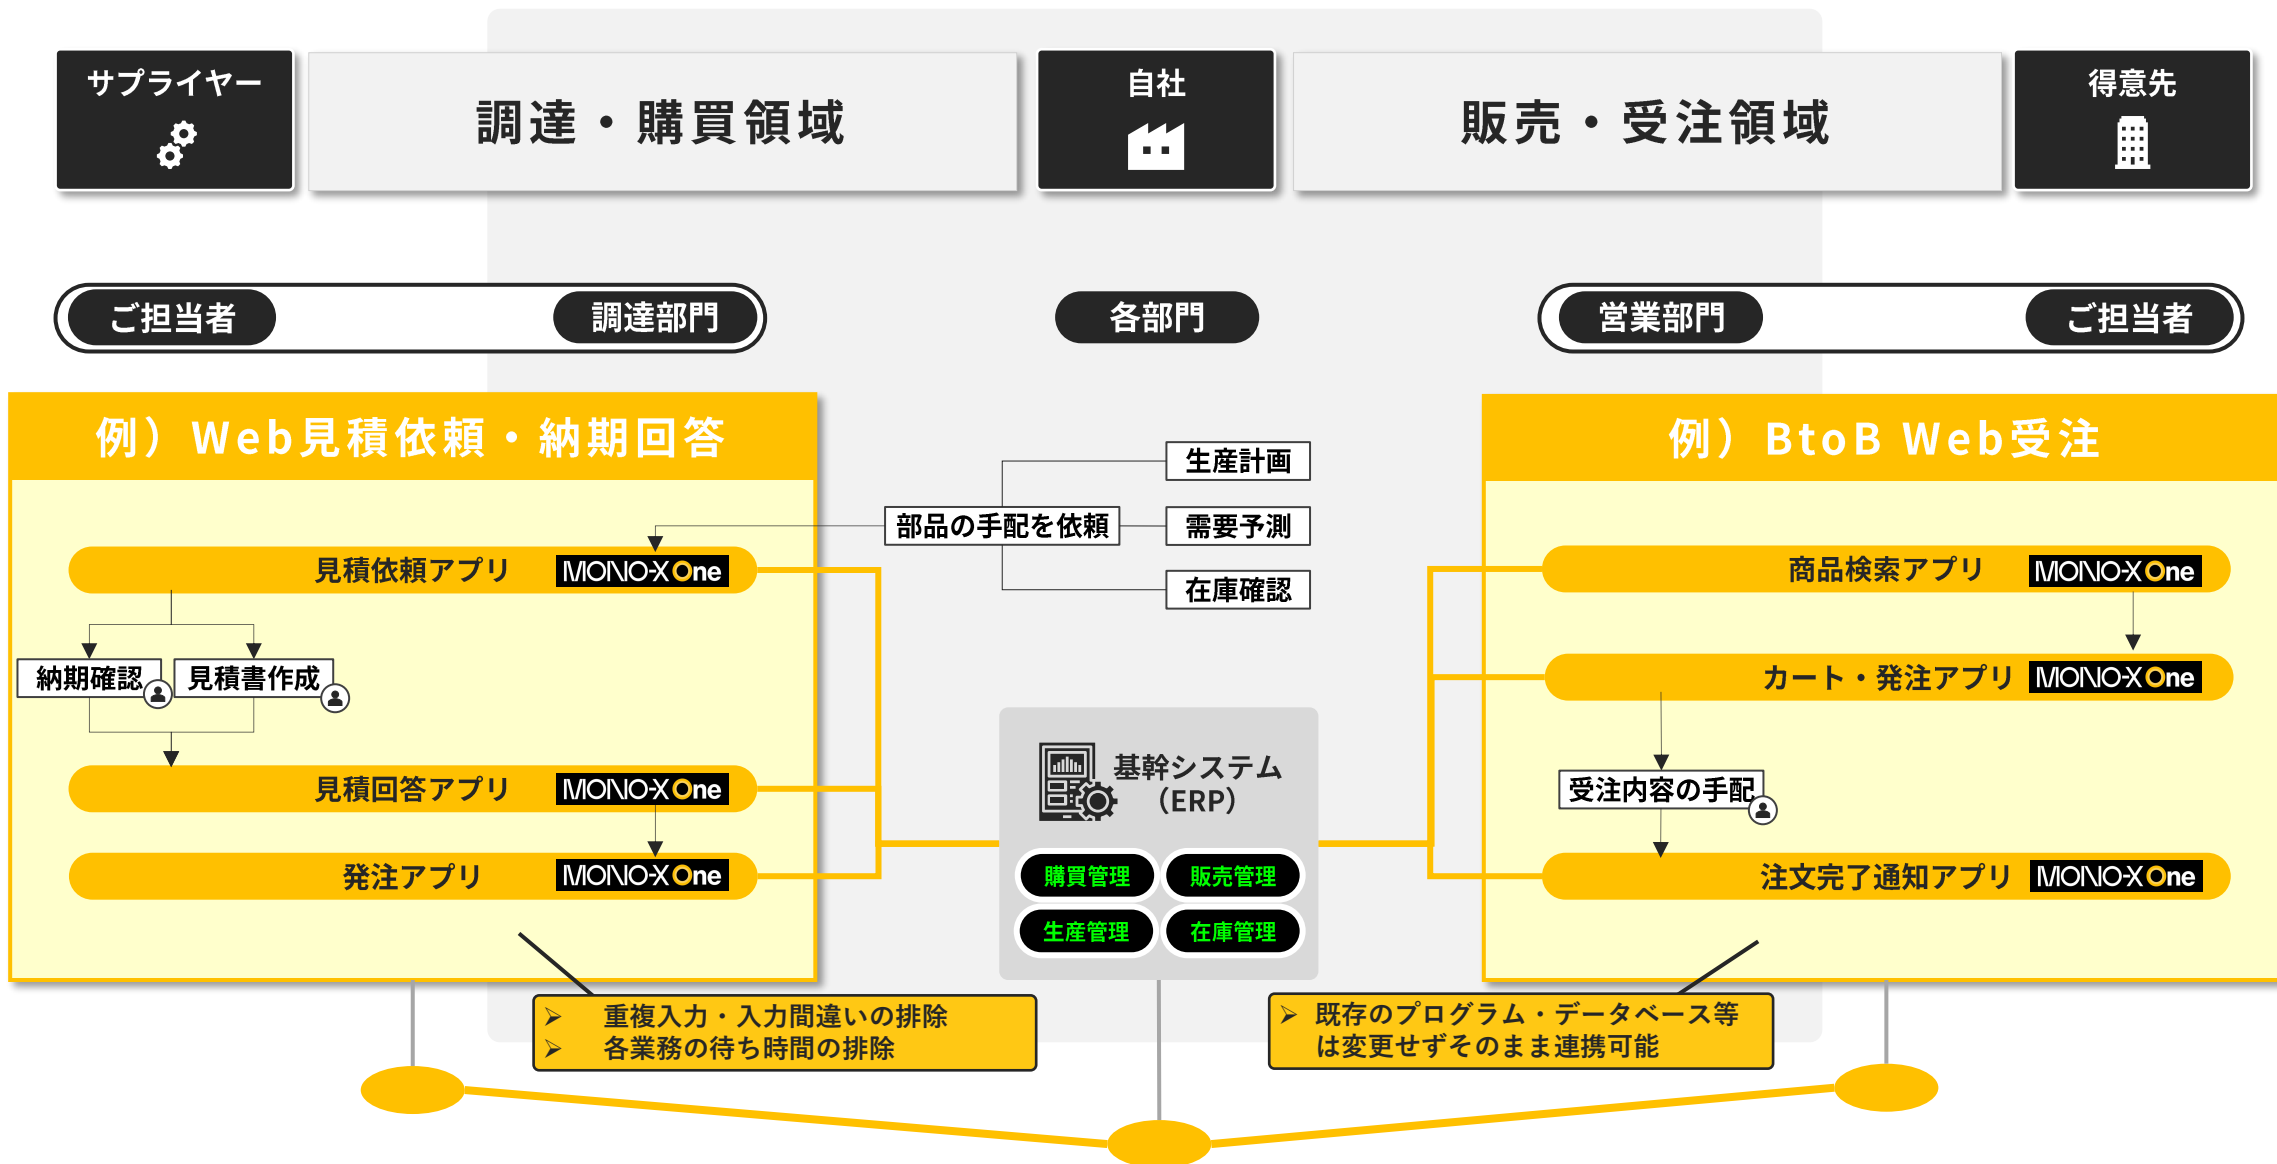 サプライヤー
調達・購買領域
自社
販売・受注領域
得意先
ご担当者
調達部門
各部門
営業部門
ご担当者
例）Web見積依頼・納期回答
見積依頼アプリ
MONO-X One
納期確認
見積書作成
見積回答アプリ
MONO-X One
発注アプリ
MONO-X One
重複入力・入力間違いの排除
各業務の待ち時間の排除
生産計画
部品の手配を依頼
需要予測
在庫確認
基幹システム
（ERP）
購買管理
販売管理
生産管理
在庫管理
例）BtoB Web受注
商品検索アプリ
MONO-X One
カート・発注アプリ
MONO-X One
受注内容の手配
注文完了通知アプリ
MONO-X One
既存のプログラム・データベース等
は変更せずそのまま連携可能